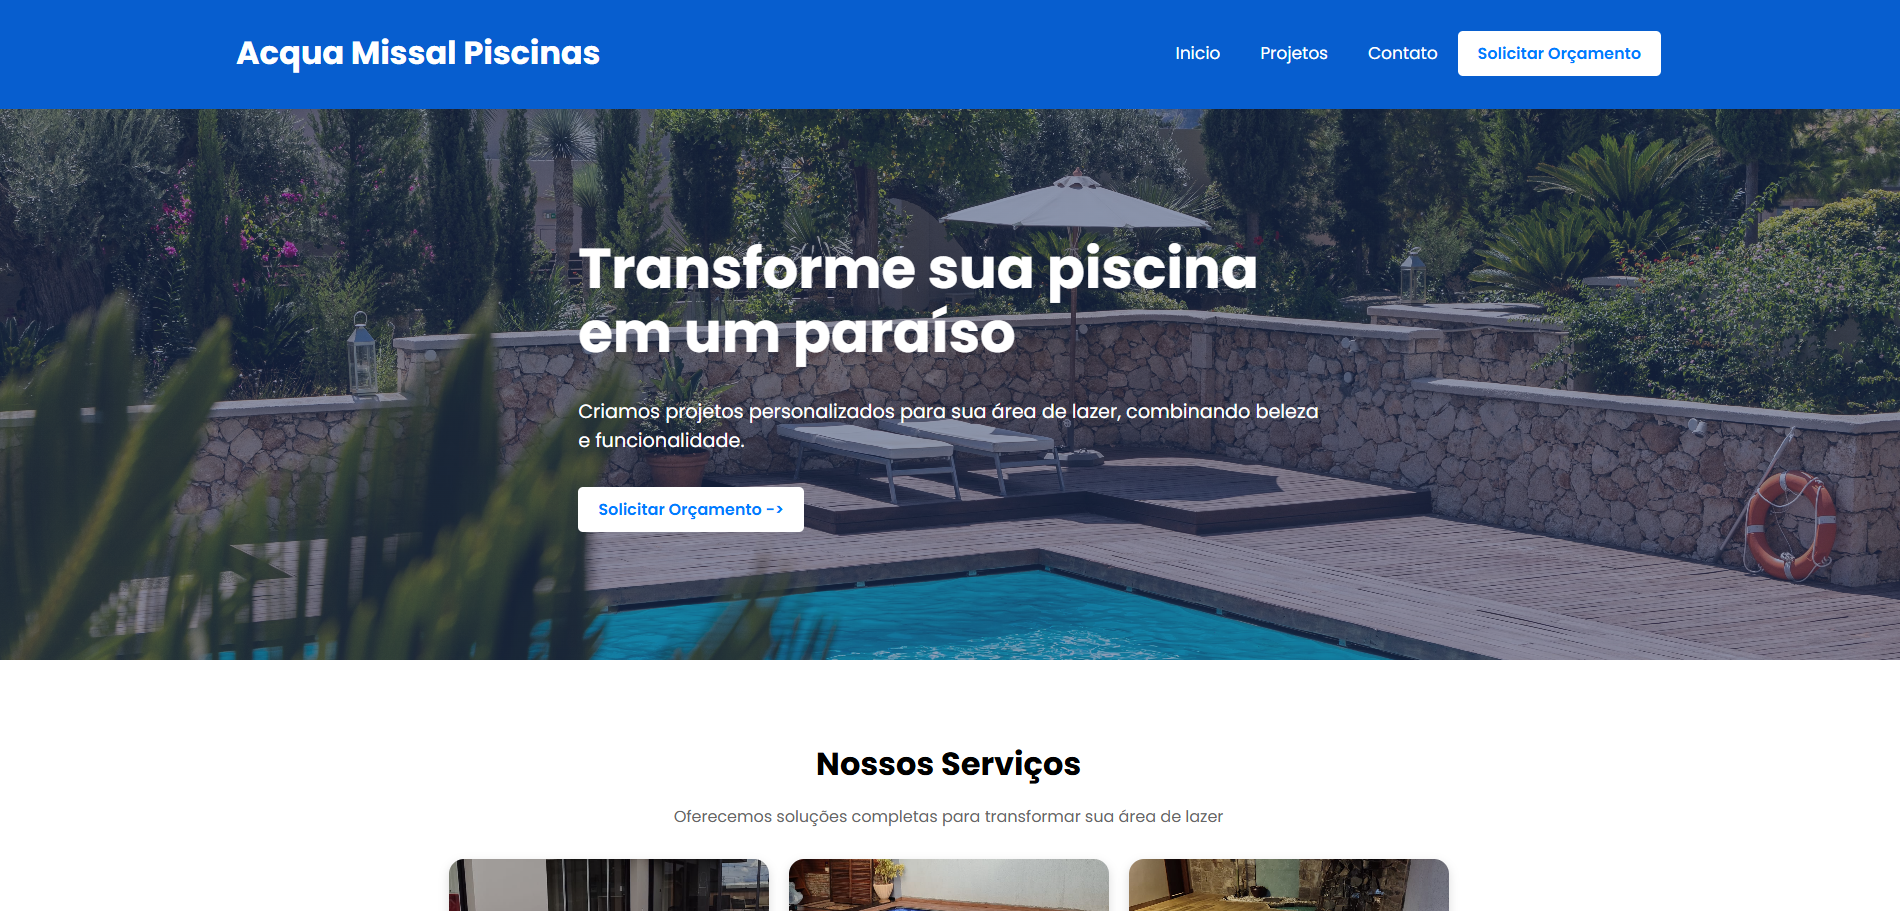 Acqua Missal Piscinas
Inicio
Projetos
Contato
Solicitar Orçamento
Transforme sua piscina
em um paraíso
Criamos projetos personalizados para sua área de lazer, combinando beleza
e funcionalidade.
Solicitar Orçamento ->
Nossos Serviços
Oferecemos soluções completas para transformar sua área de lazer